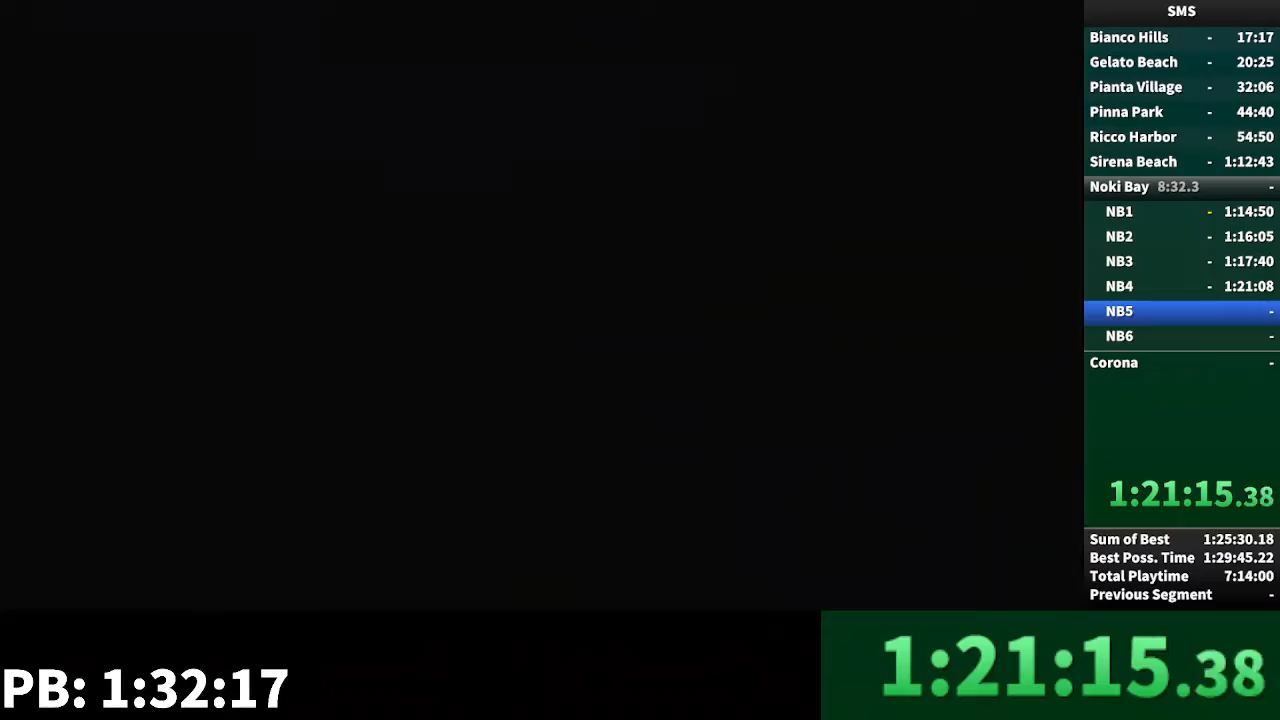 SMS
Bianco Hills - 17:17
Gelato Beach - 20:25
Pianta Village - 32:06
Pinna Park - 44:40
Ricco Harbor - 54:50
Sirena Beach - 1:12:43
Noki Bay 8:32.3 -
NB1 - 1:14:50
NB2 - 1:16:05
NB3 - 1:17:40
NB4 - 1:21:08
NB5 -
NB6 -
Corona -
1:21:15.38
Sum of Best 1:25:30.18
Best Poss. Time 1:29:45.22
Total Playtime 7:14:00
Previous Segment -
PB: 1:32:17
1:21:15.38